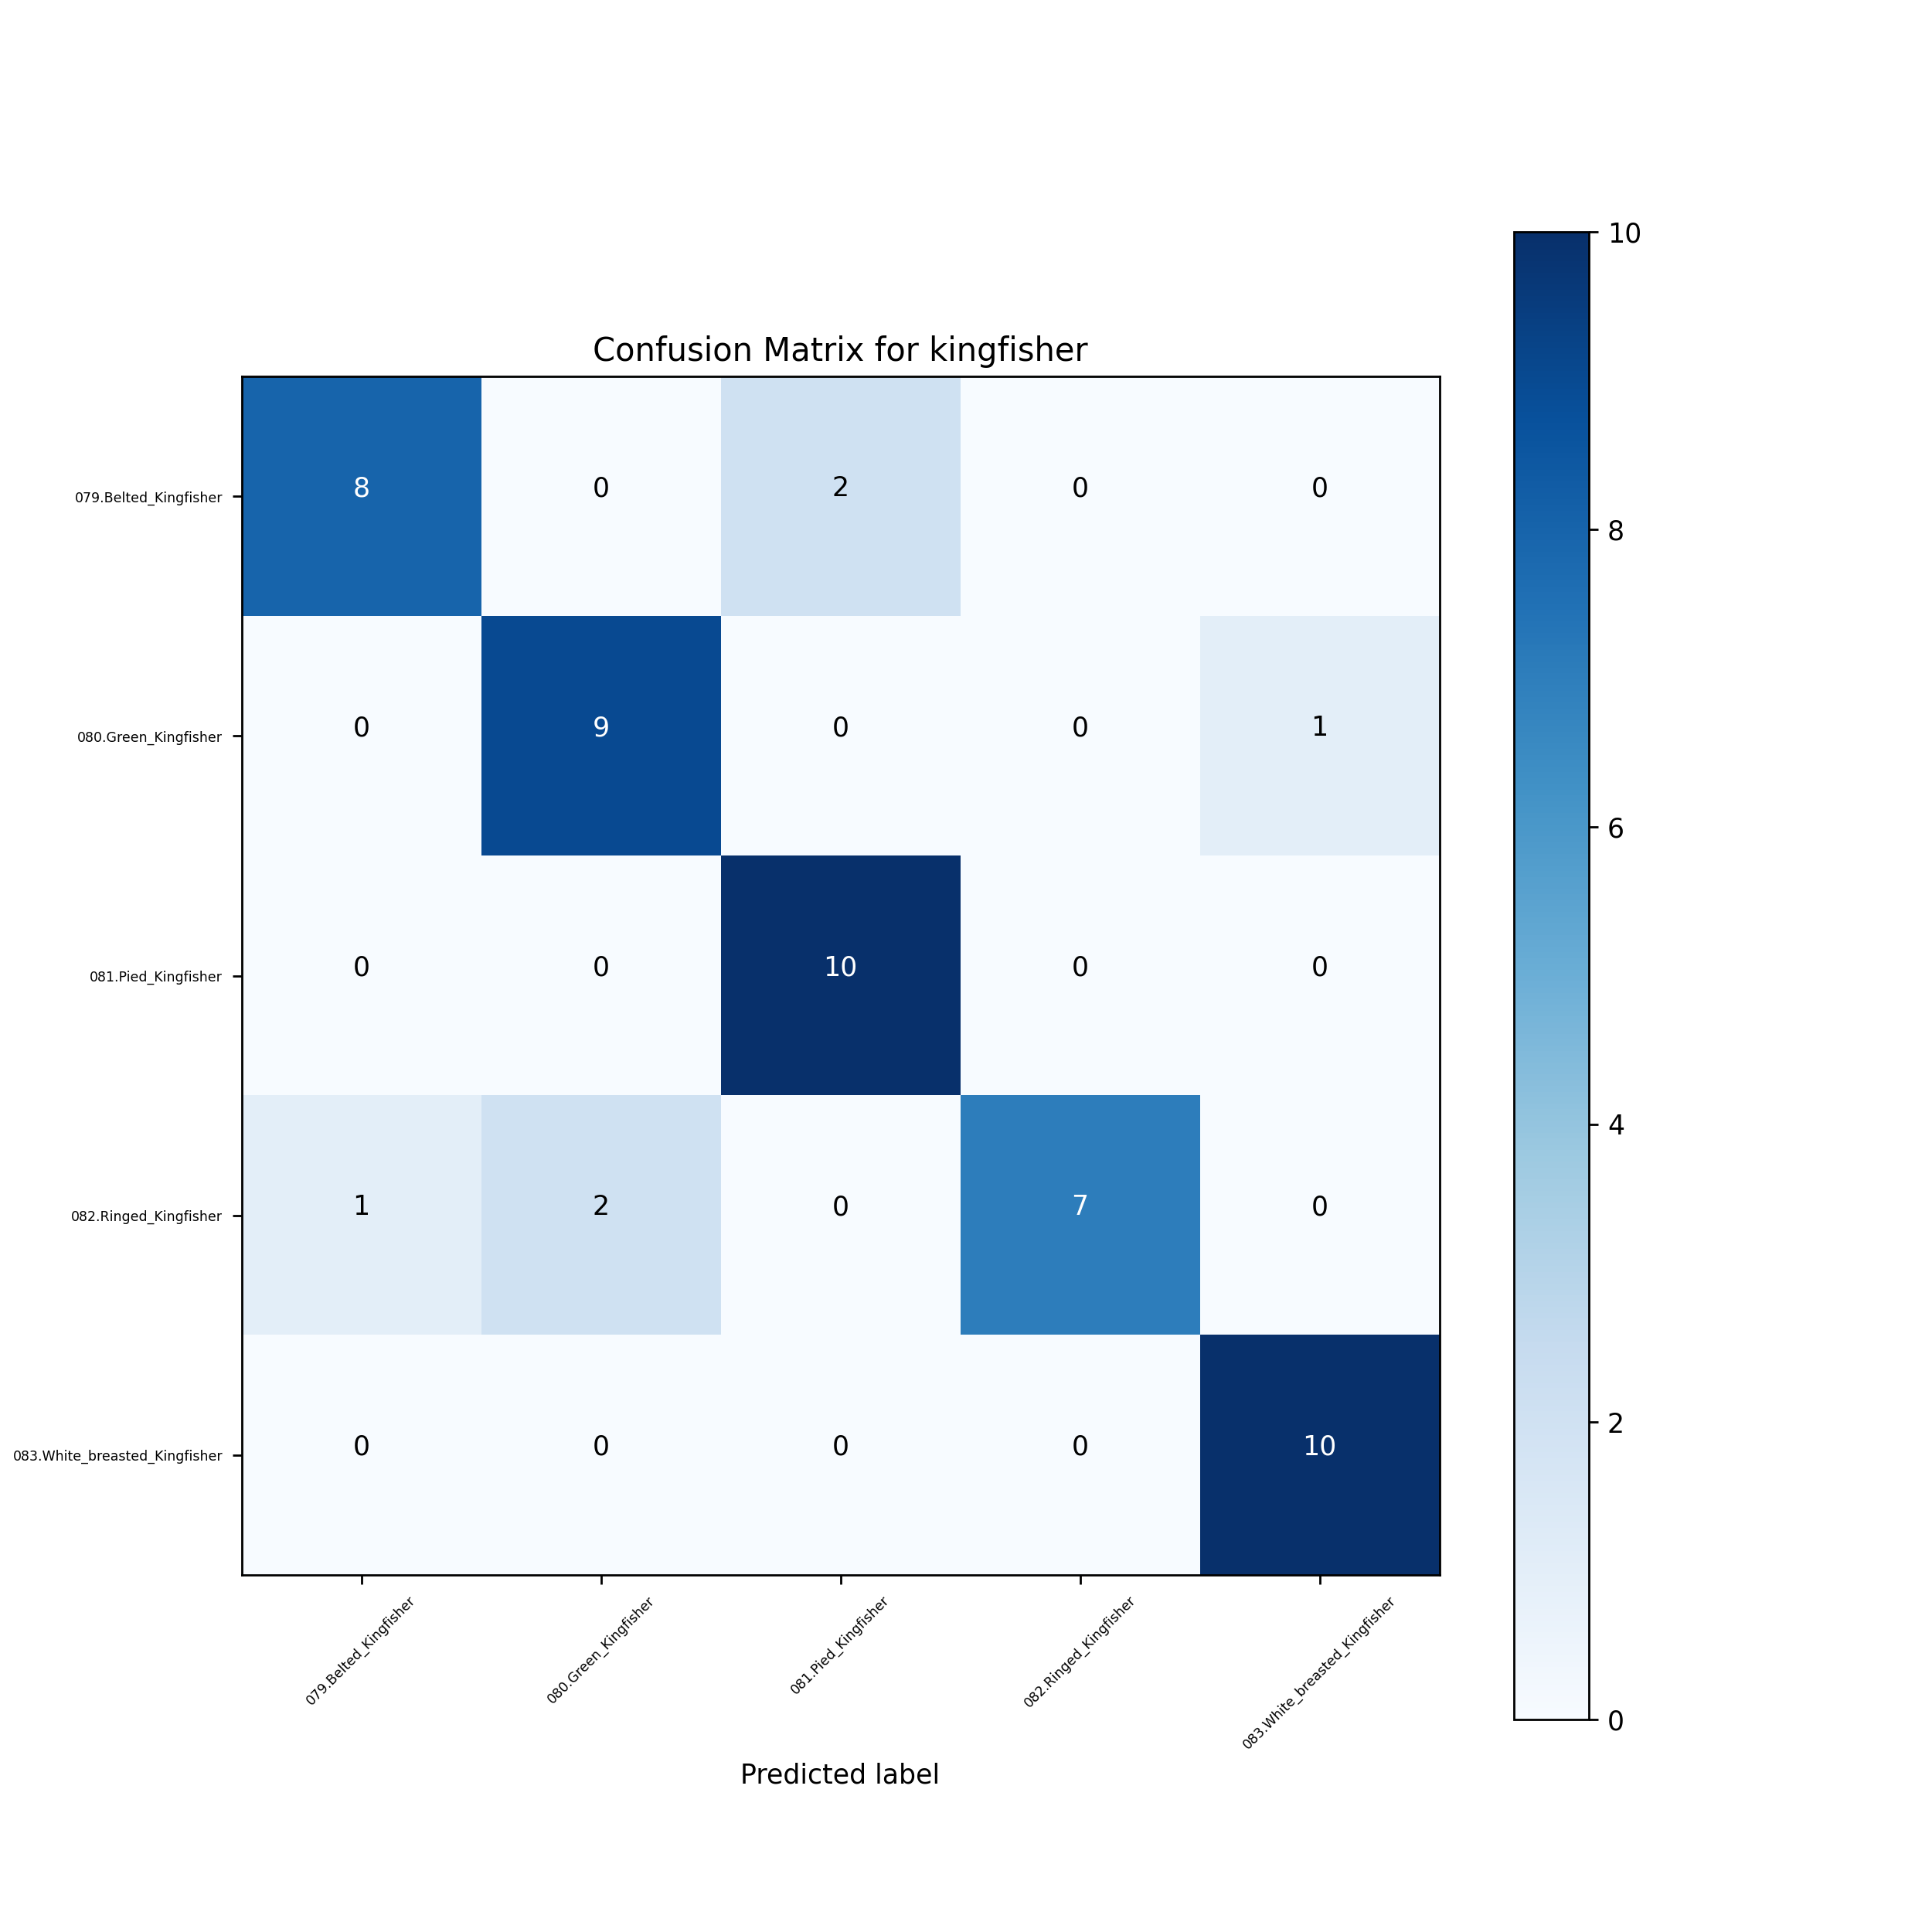 Confusion Matrix for kingfisher
10
8
6
4
2
0
079.Belted_Kingfisher 8 0 2 0 0
080.Green_Kingfisher 0 9 0 0 1
081.Pied_Kingfisher 0 0 10 0 0
082.Ringed_Kingfisher 1 2 0 7 0
083.White_breasted_Kingfisher 0 0 0 0 10
079.Belted_Kingfisher
080.Green_Kingfisher
081.Pied_Kingfisher
082.Ringed_Kingfisher
083.White_breasted_Kingfisher
Predicted label